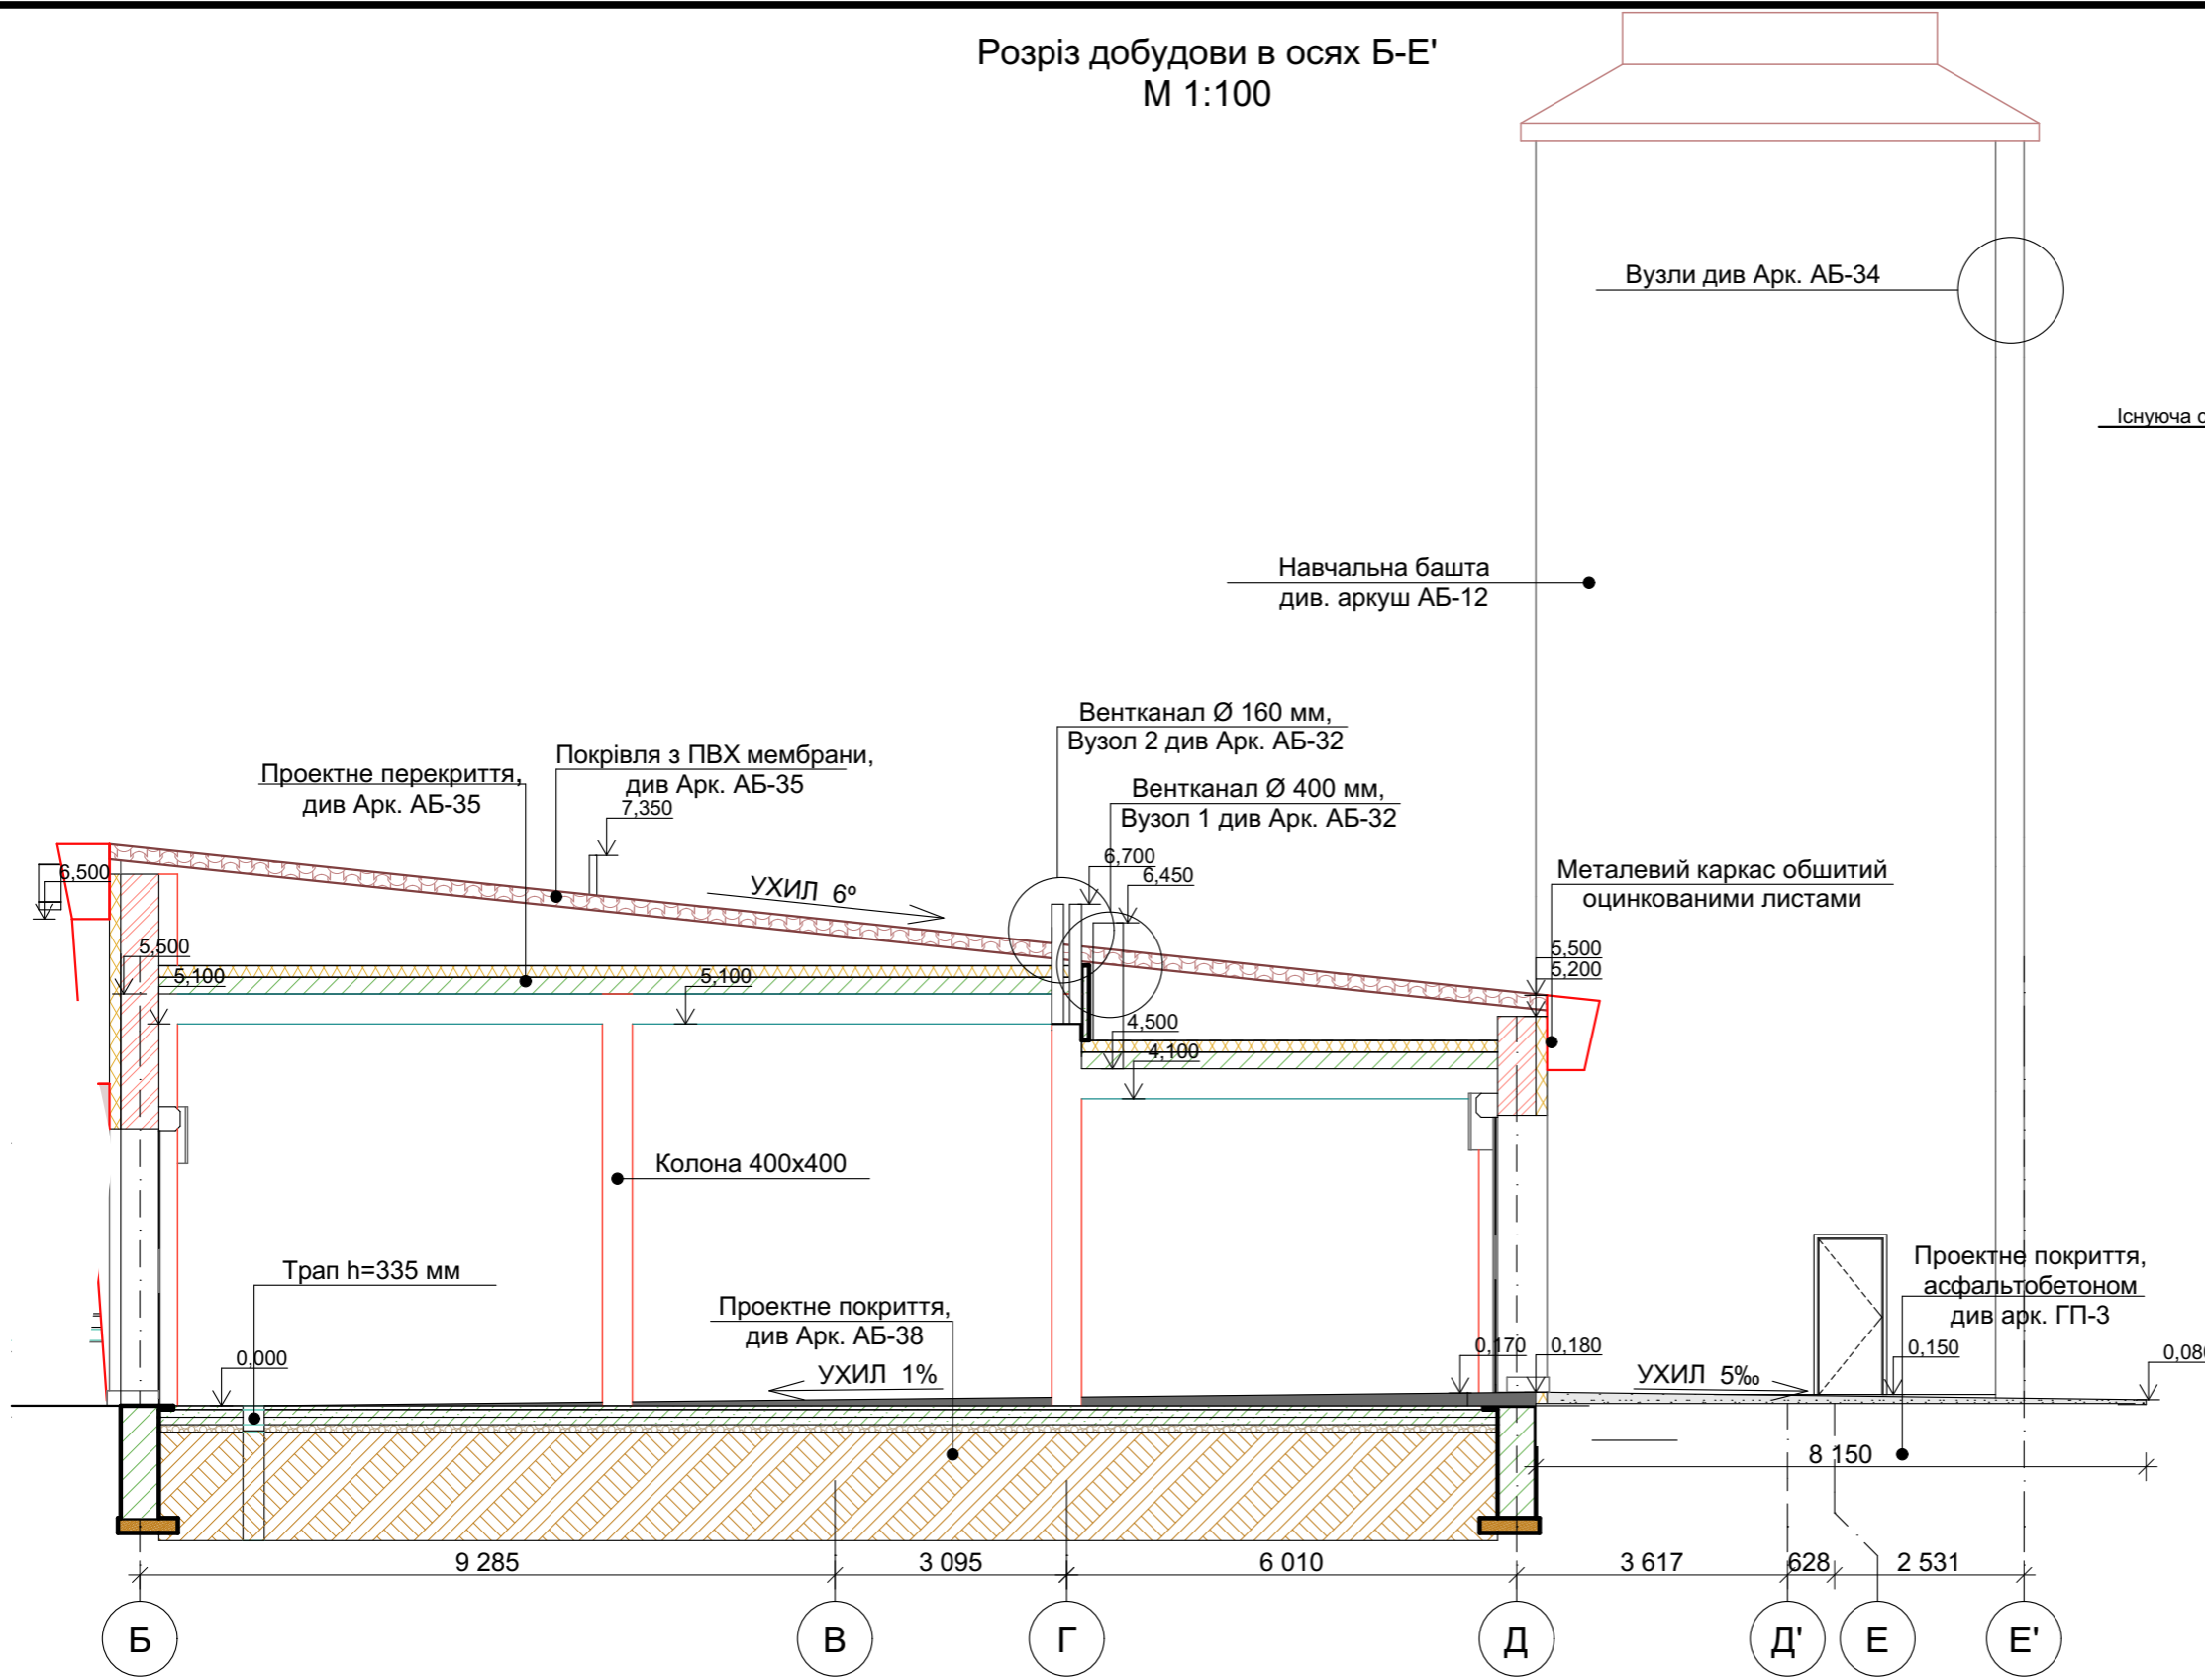 Розріз добудови в осях Б-Е'
М 1:100
Вузли див Арк. АБ-34
Існуюча
Навчальна башта
див. аркуш АБ-12
Вентканал Ø 160 мм,
Вузол 2 див Арк. АБ-32
Покрівля з ПВХ мембрани,
див Арк. АБ-35
Проектне перекриття,
див Арк. АБ-35
Вентканал Ø 400 мм,
Вузол 1 див Арк. АБ-32
7,350
6,700
6,450
6,500
УХИЛ 6º
Металевий каркас обшитий
оцинкованими листами
5,500
5,100
5,100
5,500
5,200
4,500
4,100
Колона 400х400
Трап h=335 мм
Проектне покриття,
див Арк. АБ-38
Проектне покриття,
асфальтобетоном
див арк. ГП-3
0,000
УХИЛ 1%
0,170
0,180
УХИЛ 5‰
0,150
0,080
8 150
9 285
3 095
6 010
3 617
628
2 531
Б
В
Г
Д
Д'
Е
Е'